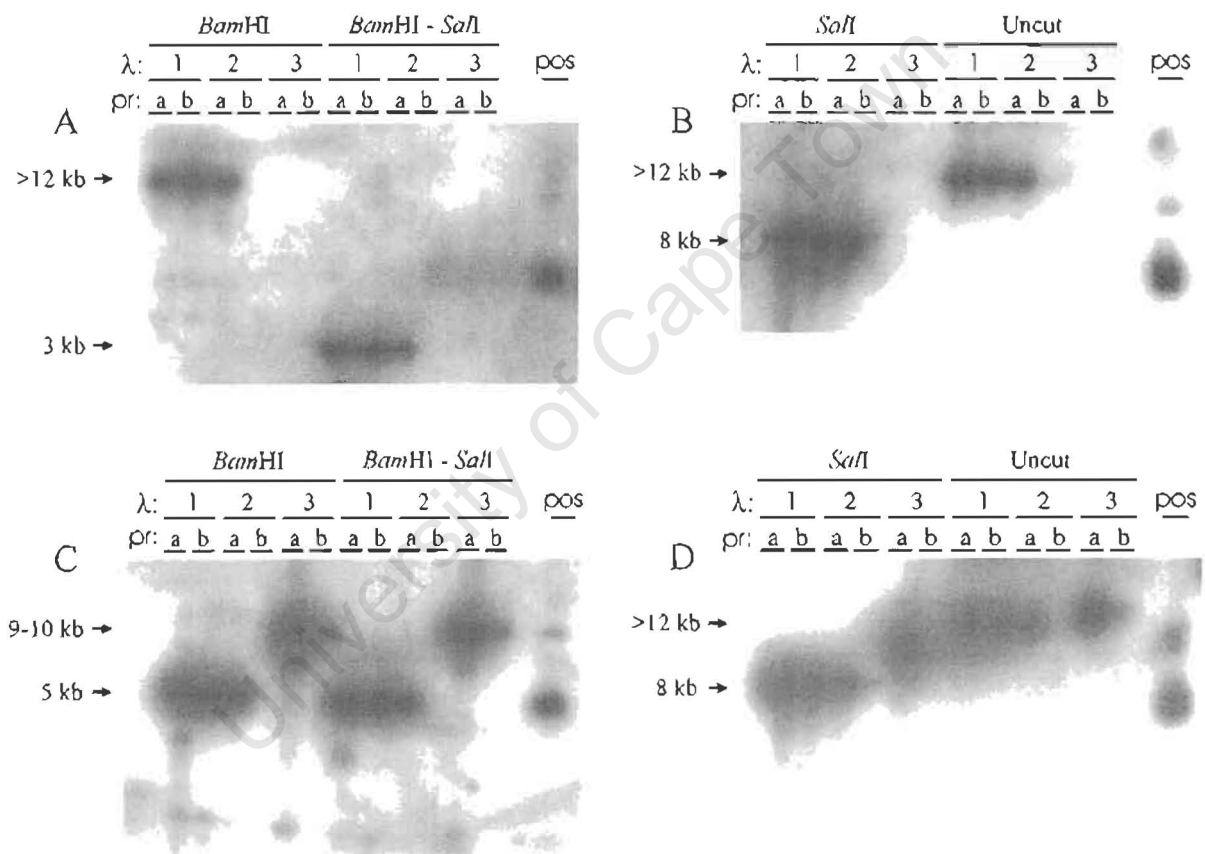 BamHI BamHI - SalI
λ: 1 2 3 1 2 3 pos
pr: a b a b a b a b a b a b
A
>12 kb →
3 kb →
SalI Uncut
λ: 1 2 3 1 2 3 pos
pr: a b a b a b a b a b a b
B
>12 kb →
8 kb →
BamHI BamHI - SalI
λ: 1 2 3 1 2 3 pos
pr: a b a b a b a b a b a b
C
9-10 kb →
5 kb →
SalI Uncut
λ: 1 2 3 1 2 3 pos
pr: a b a b a b a b a b a b
D
>12 kb →
8 kb →
University of Cape Town